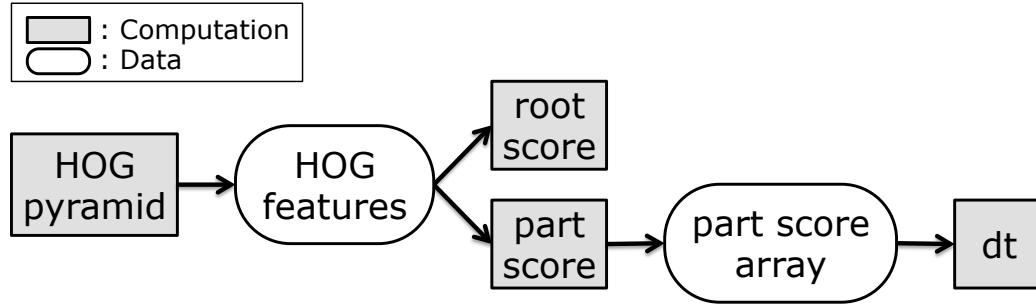 : Computation
: Data
HOG
pyramid
HOG
features
root
score
part
score
part score
array
dt